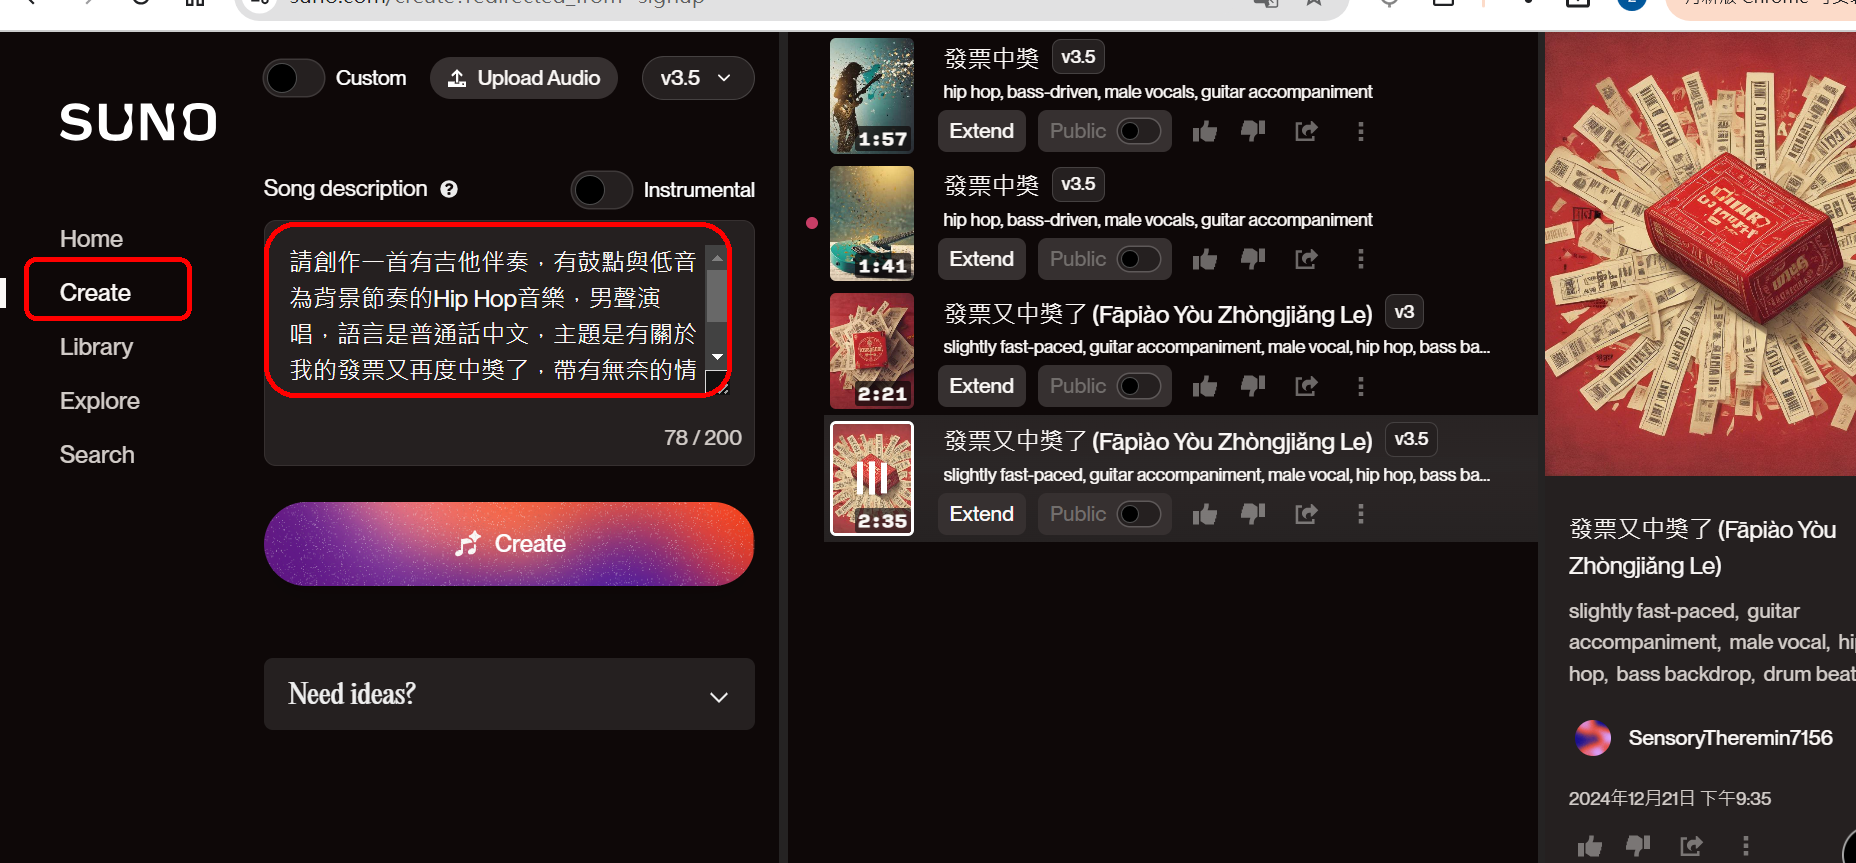 SUNO
Home
Create
Library
Explore
Search
Custom
Upload Audio
v3.5
Song description
Instrumental
請創作一首有吉他伴奏，有鼓點與低音
為背景節奏的Hip Hop音樂，男聲演
唱，語言是普通話中文，主題是有關於
我的發票又再度中獎了，帶有無奈的情
78 / 200
Create
Need ideas?
1:57
發票中獎 v3.5
hip hop, bass-driven, male vocals, guitar accompaniment
Extend Public
1:41
發票中獎 v3.5
hip hop, bass-driven, male vocals, guitar accompaniment
Extend Public
2:21
發票又中獎了 (Fāpiào Yòu Zhòngjiǎng Le) v3
slightly fast-paced, guitar accompaniment, male vocal, hip hop, bass ba...
Extend Public
2:35
發票又中獎了 (Fāpiào Yòu Zhòngjiǎng Le) v3.5
slightly fast-paced, guitar accompaniment, male vocal, hip hop, bass ba...
Extend Public
發票又中獎了 (Fāpiào Yòu
Zhòngjiǎng Le)
slightly fast-paced, guitar
accompaniment, male vocal, hip
hop, bass backdrop, drum beat
SensoryTheremin7156
2024年12月21日 下午9:35